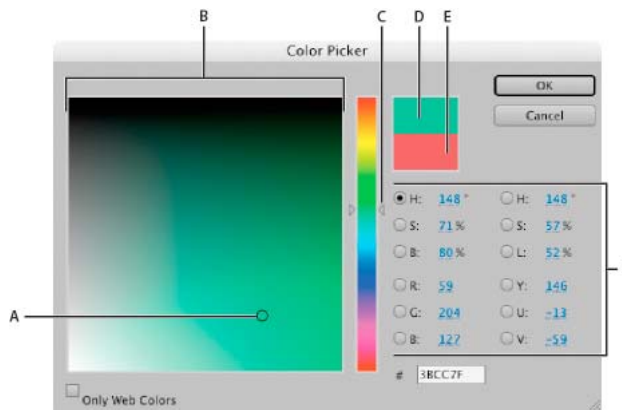 B
C
D
E
Color Picker
OK
Cancel
H: 148 °
H: 148 °
S: 71 %
S: 57 %
B: 80 %
L: 52 %
R: 59
Y: 146
G: 204
U: -13
B: 127
V: -59
A
# 3BCC7F
Only Web Colors